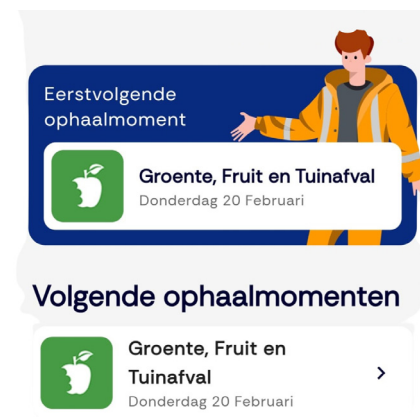 Eerstvolgende
ophaalmoment
Groente, Fruit en Tuinafval
Donderdag 20 Februari
Volgende ophaalmomenten
Groente, Fruit en
Tuinafval
Donderdag 20 Februari